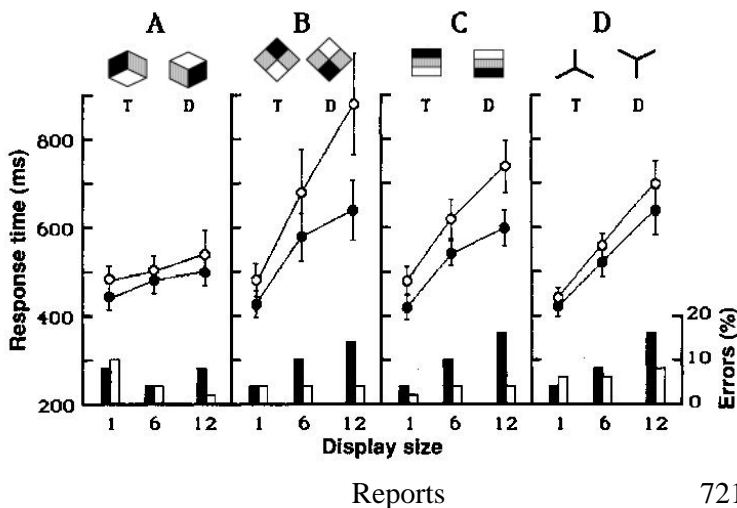 A B C D
T D T D T D T D
800
600
400
200
Response time (ms)
20
10
0
Errors (%)
1 6 12 1 6 12 1 6 12 1 6 12
Display size
Reports 721